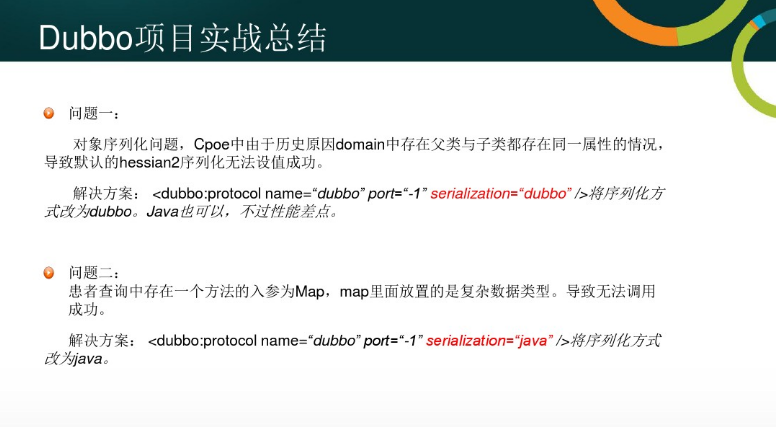 Dubbo项目实战总结
问题一：
对象序列化问题，Cpoe中由于历史原因domain中存在父类与子类都存在同一属性的情况，
导致默认的hessian2序列化无法设值成功。
解决方案： <dubbo:protocol name=“dubbo” port=“-1” serialization=“dubbo” />将序列化方
式改为dubbo。Java也可以，不过性能差点。
问题二：
患者查询中存在一个方法的入参为Map，map里面放置的是复杂数据类型。导致无法调用
成功。
解决方案： <dubbo:protocol name=“dubbo” port=“-1” serialization=“java” />将序列化方式
改为java。